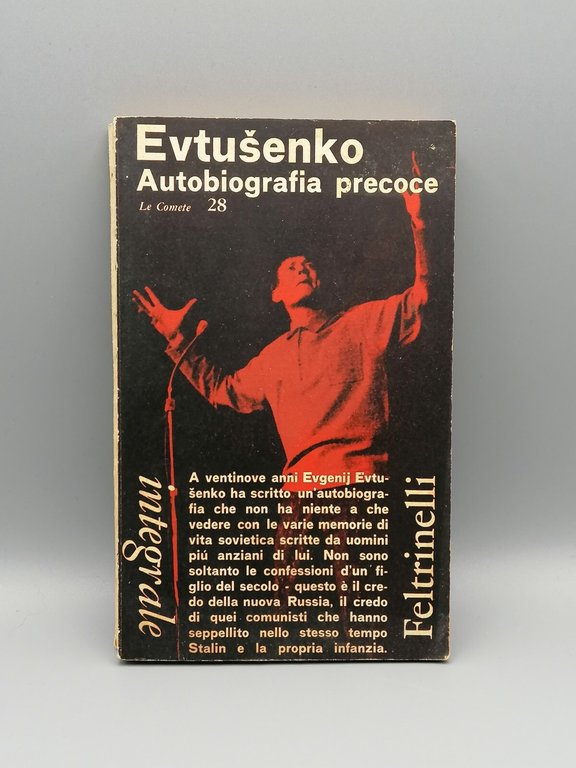 Evtušenko
Autobiografia precoce
Le Comete 28
A ventinove anni Evgenij Evtu-
šenko ha scritto un'autobiogra-
fia che non ha niente a che
vedere con le varie memorie di
vita sovietica scritte da uomini
piú anziani di lui. Non sono
soltanto le confessioni d'un fi-
glio del secolo - questo è il cre-
do della nuova Russia, il credo
di quei comunisti che hanno
seppellito nello stesso tempo
Stalin e la propria infanzia.
integrale
Feltrinelli